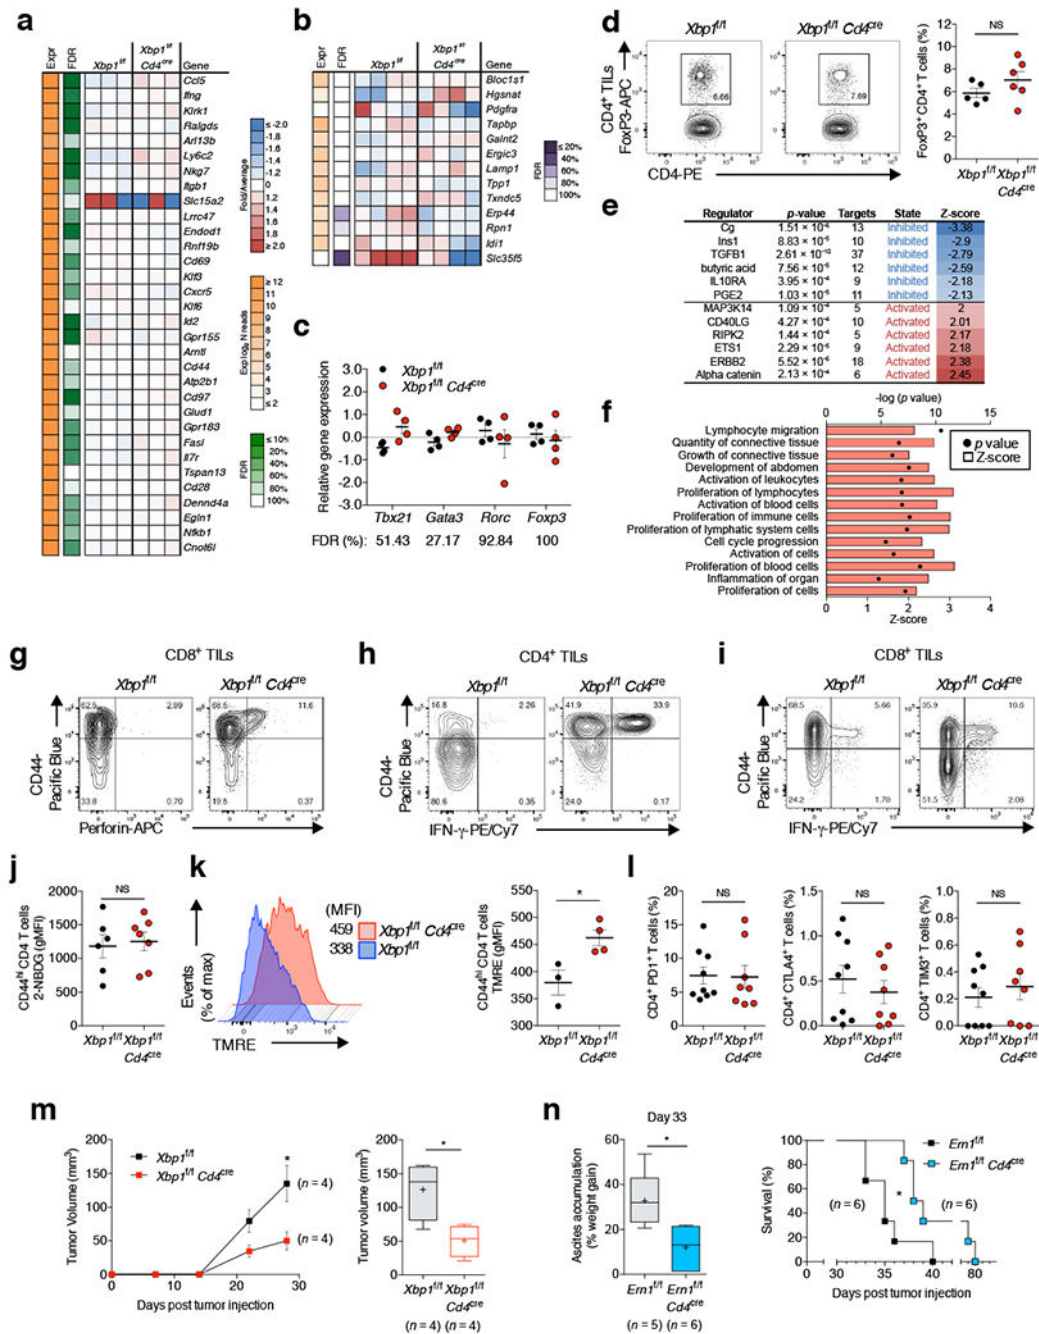 a
Expr
FDR
Xbp1f/f
Xbp1f/f
Cd4cre
Gene
Ccl5
Ifng
Klrk1
Ralgds
Arl13b
Ly6c2
Nkg7
Itgb1
Slc15a2
Lrrc47
Endod1
Rnf19b
Cd69
Klf3
Cxcr5
Klf6
Id2
Gpr155
Arntl
Cd44
Atp2b1
Cd97
Glud1
Gpr183
Fasl
Il7r
Tspan13
Cd28
Dennd4a
Egln1
Nfkb1
Cnot6l
≤ -2.0
-1.8
-1.6
-1.4
-1.2
0
1.2
1.4
1.6
1.8
≥ 2.0
Fold/Average
≥ 12
11
10
9
8
7
6
5
4
3
≤ 2
Exp log2 N reads
≤ 10%
20%
40%
60%
80%
100%
FDR
b
Expr
FDR
Xbp1f/f
Xbp1f/f
Cd4cre
Gene
Bloc1s1
Hgsnat
Pdgfra
Tapbp
Galnt2
Ergic3
Lamp1
Tpp1
Txndc5
Erp44
Rpn1
Idi1
Slc35f5
≤ 20%
40%
60%
80%
100%
FDR
c
Xbp1f/f
Xbp1f/f Cd4cre
Relative gene expression
3.0
2.0
1.0
0.0
-1.0
-2.0
-3.0
Tbx21 Gata3 Rorc Foxp3
FDR (%): 51.43 27.17 92.84 100
d
Xbp1f/f
Xbp1f/f Cd4cre
CD4+ TILs
FoxP3-APC
6.66
7.69
CD4-PE
FoxP3+ CD4+ T cells (%)
NS
12
10
8
6
4
2
0
Xbp1f/f Xbp1f/f
Cd4cre
e
Regulator p-value Targets State Z-score
Cg 1.51 × 10⁻⁶ 13 Inhibited -3.38
Ins1 8.83 × 10⁻⁵ 10 Inhibited -2.9
TGFB1 2.61 × 10⁻¹⁰ 37 Inhibited -2.79
butyric acid 7.56 × 10⁻⁵ 12 Inhibited -2.59
IL10RA 3.95 × 10⁻⁴ 9 Inhibited -2.18
PGE2 1.03 × 10⁻⁵ 11 Inhibited -2.13
MAP3K14 1.09 × 10⁻⁴ 5 Activated 2
CD40LG 4.27 × 10⁻⁴ 10 Activated 2.01
RIPK2 1.44 × 10⁻⁴ 5 Activated 2.17
ETS1 2.29 × 10⁻⁵ 9 Activated 2.18
ERBB2 5.52 × 10⁻⁶ 18 Activated 2.38
Alpha catenin 2.13 × 10⁻⁴ 6 Activated 2.45
f
-log (p value)
0 5 10 15
Lymphocyte migration
Quantity of connective tissue
Growth of connective tissue
Development of abdomen
Activation of leukocytes
Proliferation of lymphocytes
Activation of blood cells
Proliferation of immune cells
Proliferation of lymphatic system cells
Cell cycle progression
Activation of cells
Proliferation of blood cells
Inflammation of organ
Proliferation of cells
p value
Z-score
0 1 2 3 4
Z-score
g
CD8+ TILs
Xbp1f/f
Xbp1f/f Cd4cre
CD44-
Pacific Blue
62.5 2.99
33.8 0.70
68.5 11.6
19.5 0.37
Perforin-APC
h
CD4+ TILs
Xbp1f/f
Xbp1f/f Cd4cre
CD44-
Pacific Blue
16.8 2.26
80.6 0.35
41.9 33.9
24.0 0.17
IFN-γ-PE/Cy7
i
CD8+ TILs
Xbp1f/f
Xbp1f/f Cd4cre
CD44-
Pacific Blue
68.5 5.66
24.2 1.70
35.9 10.6
51.5 2.08
IFN-γ-PE/Cy7
j
CD44hi CD4 T cells
2-NBDG (gMFI)
NS
2000
1500
1000
500
0
Xbp1f/f Xbp1f/f
Cd4cre
k
Events
(% of max)
(MFI)
459 Xbp1f/f Cd4cre
338 Xbp1f/f
TMRE
CD44hi CD4 T cells
TMRE (gMFI)
*
550
500
450
400
350
300
Xbp1f/f Xbp1f/f
Cd4cre
l
CD4+ PD1+ T cells (%)
NS
20
15
10
5
0
Xbp1f/f Xbp1f/f
Cd4cre
CD4+ CTLA4+ T cells (%)
NS
1.5
1.0
0.5
0.0
Xbp1f/f Xbp1f/f
Cd4cre
CD4+ TIM3+ T cells (%)
NS
1.0
0.8
0.6
0.4
0.2
0.0
Xbp1f/f Xbp1f/f
Cd4cre
m
Tumor Volume (mm3)
200
150
100
50
0
Xbp1f/f
Xbp1f/f Cd4cre
*
(n = 4)
(n = 4)
0 10 20 30
Days post tumor injection
Tumor volume (mm3)
*
200
150
100
50
0
Xbp1f/f Xbp1f/f
Cd4cre
(n = 4) (n = 4)
n
Day 33
Ascites accumulation
(% weight gain)
*
80
60
40
20
0
Ern1f/f Ern1f/f
Cd4cre
(n = 5) (n = 6)
Survival (%)
100
80
60
40
20
0
Ern1f/f
Ern1f/f Cd4cre
(n = 6)
*
(n = 6)
0 30 35 40 80
Days post tumor injection